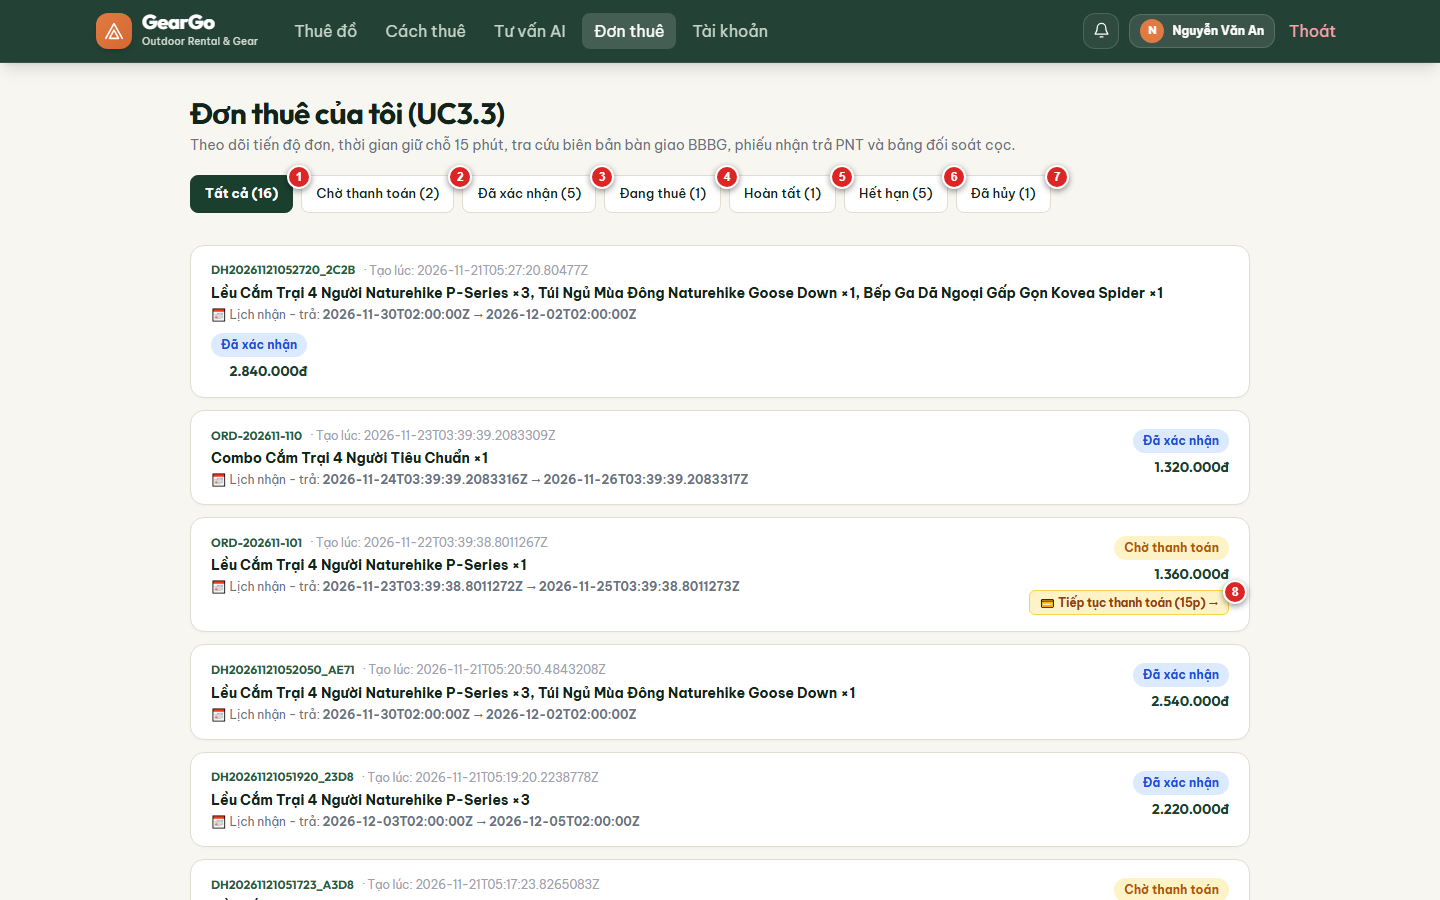 GearGo
Outdoor Rental & Gear
Thuê đồ
Cách thuê
Tư vấn AI
Đơn thuê
Tài khoản
N
Nguyễn Văn An
Thoát
Đơn thuê của tôi (UC3.3)
Theo dõi tiến độ đơn, thời gian giữ chỗ 15 phút, tra cứu biên bản bàn giao BBBG, phiếu nhận trả PNT và bảng đối soát cọc.
Tất cả (16)
1
Chờ thanh toán (2)
2
Đã xác nhận (5)
3
Đang thuê (1)
4
Hoàn tất (1)
5
Hết hạn (5)
6
Đã hủy (1)
7
DH20261121052720_2C2B · Tạo lúc: 2026-11-21T05:27:20.80477Z
Lều Cắm Trại 4 Người Naturehike P-Series ×3, Túi Ngủ Mùa Đông Naturehike Goose Down ×1, Bếp Ga Dã Ngoại Gấp Gọn Kovea Spider ×1
Lịch nhận - trả: 2026-11-30T02:00:00Z → 2026-12-02T02:00:00Z
Đã xác nhận
2.840.000đ
ORD-202611-110 · Tạo lúc: 2026-11-23T03:39:39.2083309Z
Combo Cắm Trại 4 Người Tiêu Chuẩn ×1
Lịch nhận - trả: 2026-11-24T03:39:39.2083316Z → 2026-11-26T03:39:39.2083317Z
Đã xác nhận
1.320.000đ
ORD-202611-101 · Tạo lúc: 2026-11-22T03:39:38.8011267Z
Lều Cắm Trại 4 Người Naturehike P-Series ×1
Lịch nhận - trả: 2026-11-23T03:39:38.8011272Z → 2026-11-25T03:39:38.8011273Z
Chờ thanh toán
1.360.000đ
Tiếp tục thanh toán (15p) →
8
DH20261121052050_AE71 · Tạo lúc: 2026-11-21T05:20:50.4843208Z
Lều Cắm Trại 4 Người Naturehike P-Series ×3, Túi Ngủ Mùa Đông Naturehike Goose Down ×1
Lịch nhận - trả: 2026-11-30T02:00:00Z → 2026-12-02T02:00:00Z
Đã xác nhận
2.540.000đ
DH20261121051920_23D8 · Tạo lúc: 2026-11-21T05:19:20.2238778Z
Lều Cắm Trại 4 Người Naturehike P-Series ×3
Lịch nhận - trả: 2026-12-03T02:00:00Z → 2026-12-05T02:00:00Z
Đã xác nhận
2.220.000đ
DH20261121051723_A3D8 · Tạo lúc: 2026-11-21T05:17:23.8265083Z
Chờ thanh toán